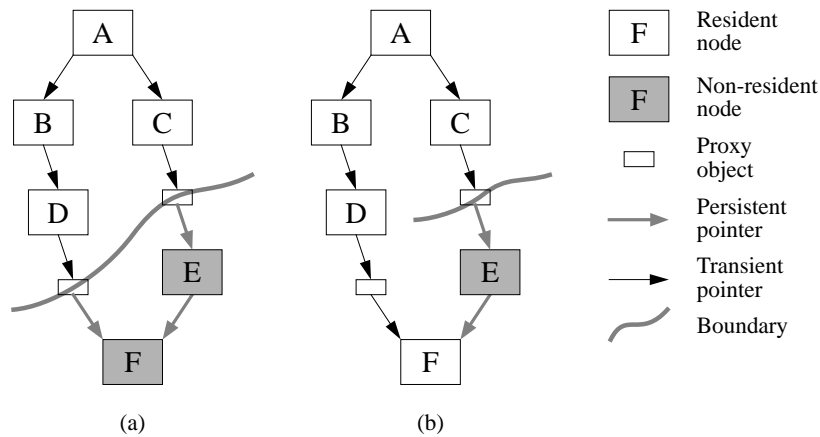 A
B
C
D
E
F
(a)
A
B
C
D
E
F
(b)
F
Resident
node
F
Non-resident
node
Proxy
object
Persistent
pointer
Transient
pointer
Boundary